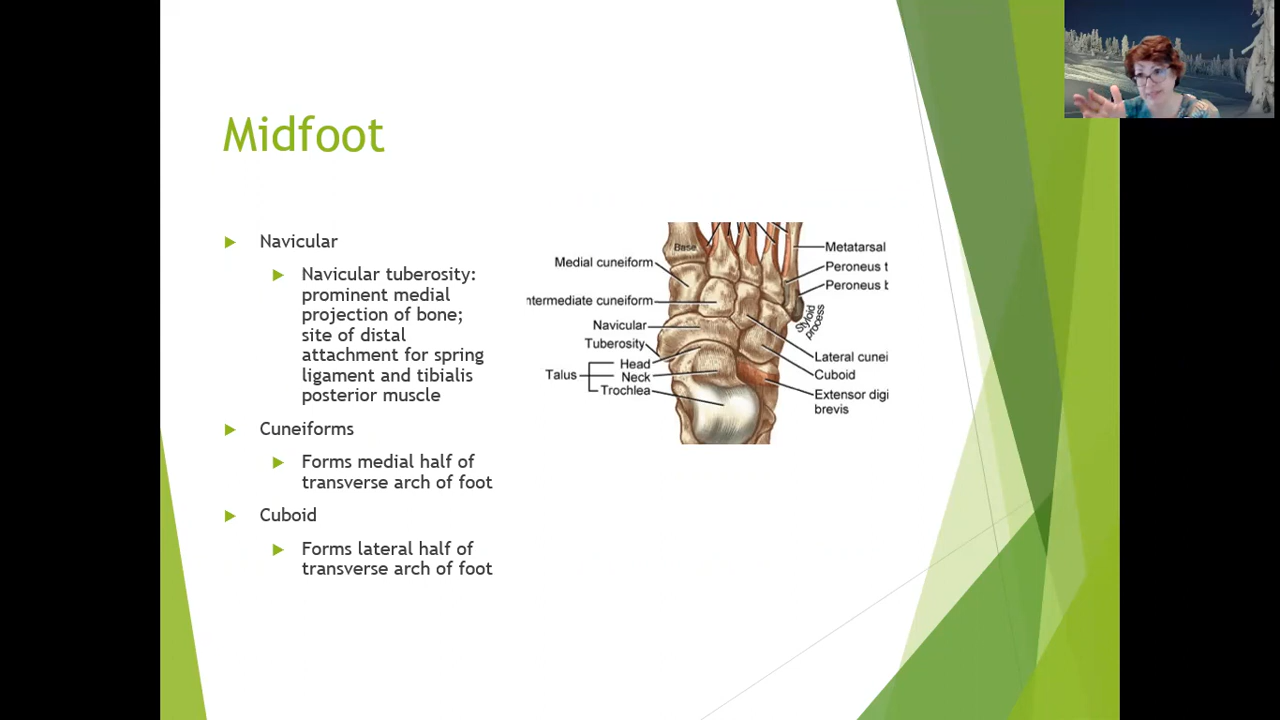 Midfoot
Navicular
Navicular tuberosity:
prominent medial
projection of bone;
site of distal
attachment for spring
ligament and tibialis
posterior muscle
Cuneiforms
Forms medial half of
transverse arch of foot
Cuboid
Forms lateral half of
transverse arch of foot
Base
Medial cuneiform
ntermediate cuneiform
Navicular
Tuberosity
Head
Talus
Neck
Trochlea
Metatarsal
Peroneus t
Peroneus b
Styloid
process
Lateral cunei
Cuboid
Extensor digi
brevis